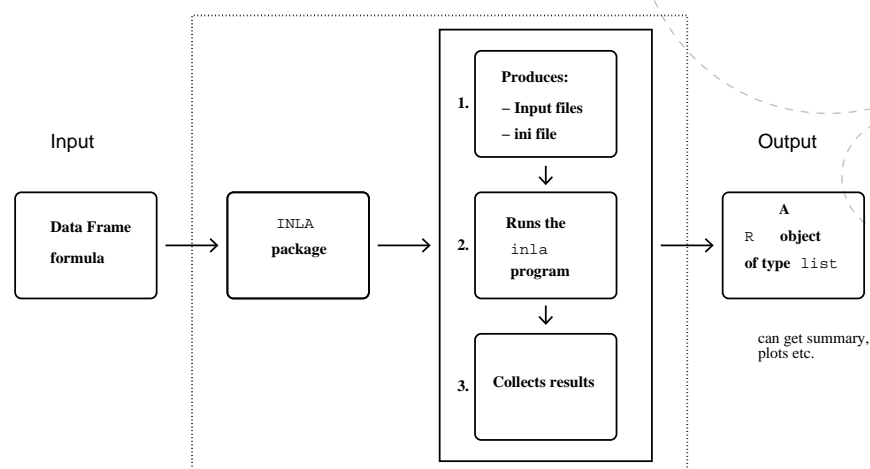 Input
Data Frame
formula
INLA
package
1.
Produces:
– Input files
– ini file
2.
Runs the
inla
program
3.
Collects results
Output
A
R object
of type list
can get summary,
plots etc.